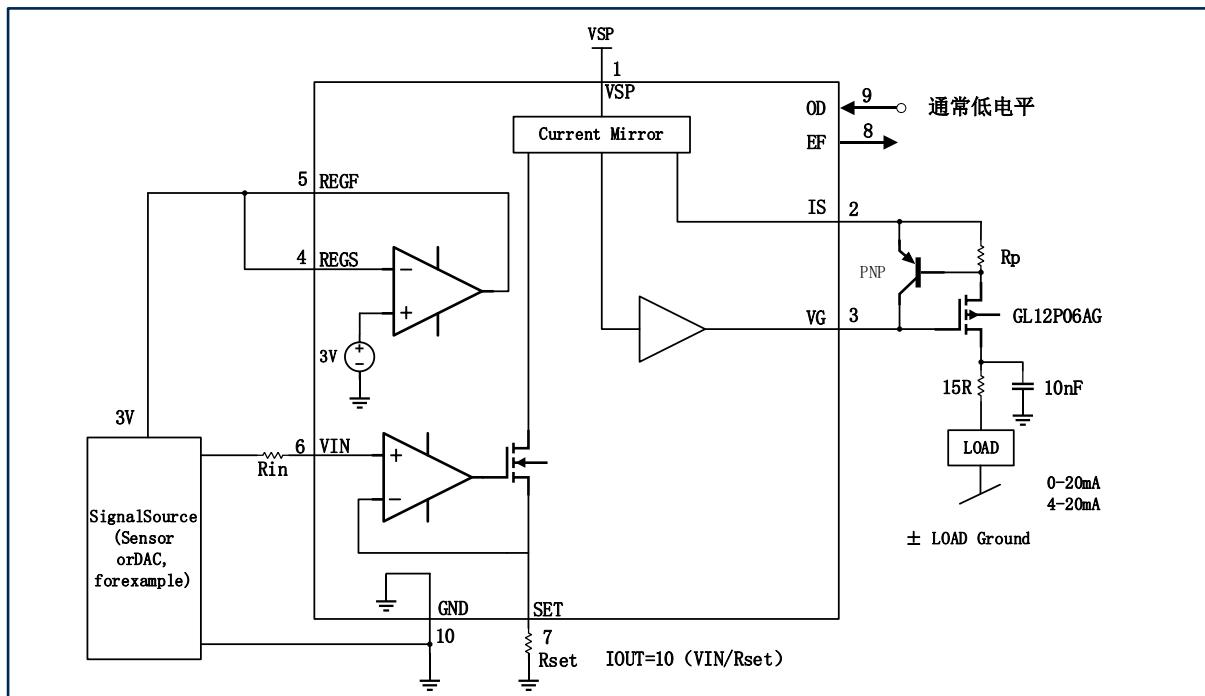 VSP
1
VSP
OD
9
通常低电平
Current Mirror
EF
8
5
REGF
IS
2
4
REGS
PNP
Rp
VG
3
GL12P06AG
3V
15R
10nF
3V
6
VIN
Rin
LOAD
0-20mA
4-20mA
SignalSource
(Sensor
orDAC,
forexample)
± LOAD Ground
GND
SET
10
7
Rset
IOUT=10（VIN/Rset）